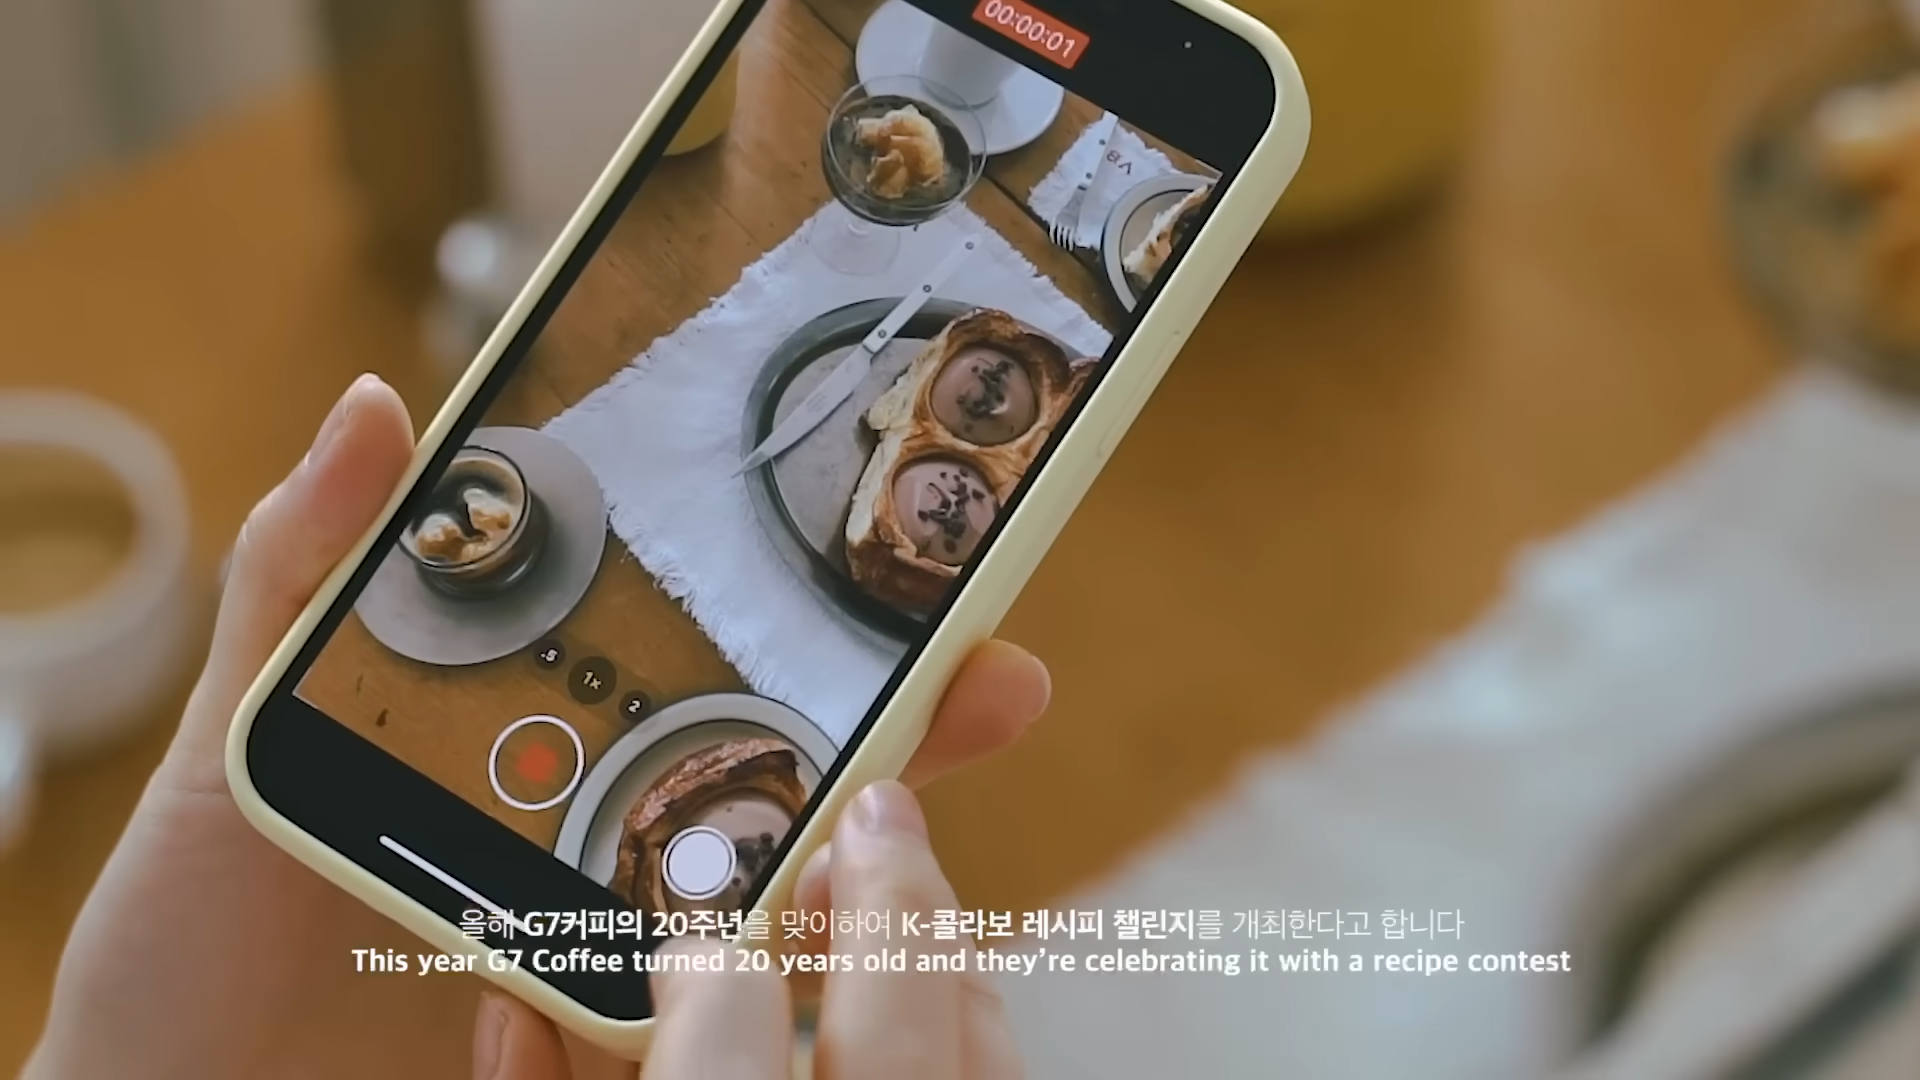 00:00:01
VB
.5 1x 2
올해 G7커피의 20주년을 맞이하여 K-콜라보 레시피 챌린지를 개최한다고 합니다
This year G7 Coffee turned 20 years old and they're celebrating it with a recipe contest